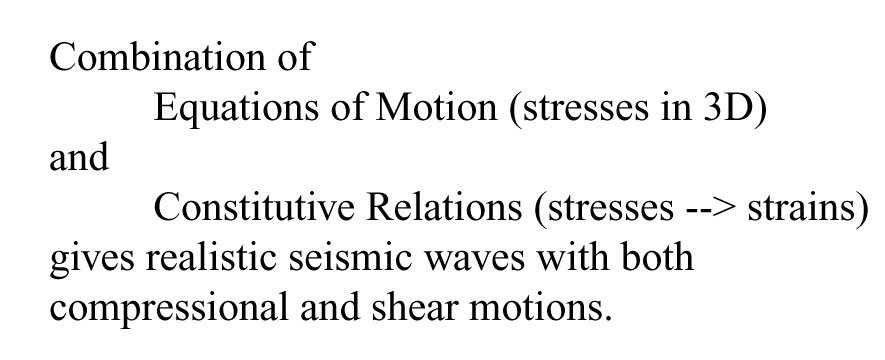 Combination of
Equations of Motion (stresses in 3D)
and
Constitutive Relations (stresses --> strains)
gives realistic seismic waves with both
compressional and shear motions.